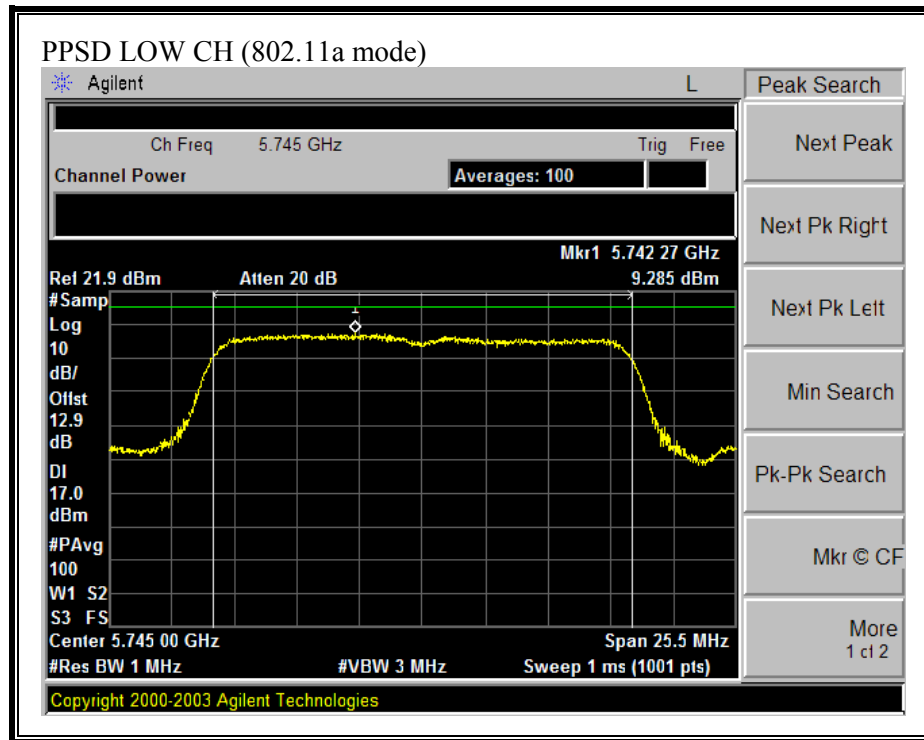 PPSD LOW CH (802.11a mode)
Agilent L Peak Search
Ch Freq 5.745 GHz Trig Free
Next Peak
Channel Power Averages: 100
Next Pk Right
Mkr1 5.742 27 GHz
Ref 21.9 dBm Atten 20 dB 9.285 dBm
#Samp
Next Pk Left
Log
10
dB/
Min Search
Offst
12.9
dB
Pk-Pk Search
DI
17.0
dBm
#PAvg
Mkr © CF
100
W1 S2
S3 FS
More
1 of 2
1
Center 5.745 00 GHz Span 25.5 MHz
#Res BW 1 MHz #VBW 3 MHz Sweep 1 ms (1001 pts)
Copyright 2000-2003 Agilent Technologies